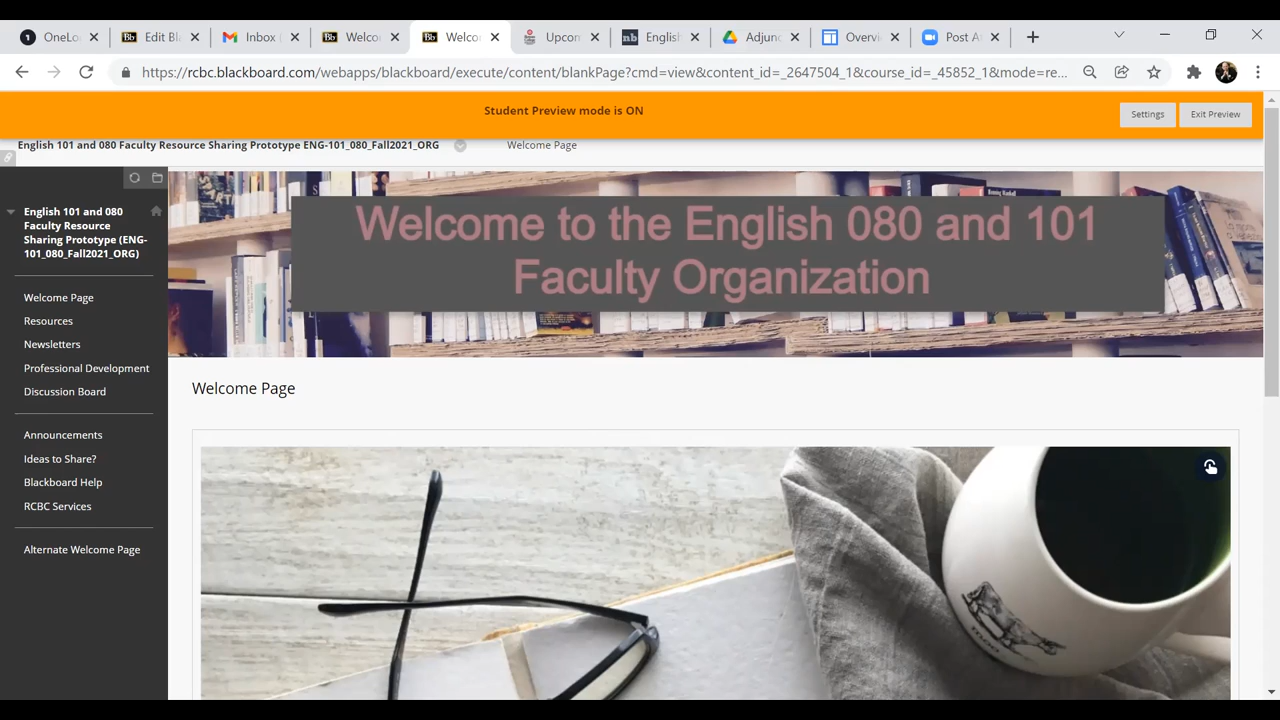 OneLo
Edit Bl
Inbox (
Welco
Welco
Upcom
English
Adjun
Overvi
Post A
https://rcbc.blackboard.com/webapps/blackboard/execute/content/blankPage?cmd=view&content_id=_2647504_1&course_id=_45852_1&mode=re...
Student Preview mode is ON
Settings
Exit Preview
English 101 and 080 Faculty Resource Sharing Prototype ENG-101_080_Fall2021_ORG
Welcome Page
English 101 and 080
Faculty Resource
Sharing Prototype (ENG-
101_080_Fall2021_ORG)
Welcome Page
Resources
Newsletters
Professional Development
Discussion Board
Announcements
Ideas to Share?
Blackboard Help
RCBC Services
Alternate Welcome Page
Welcome to the English 080 and 101
Faculty Organization
Welcome Page
moo